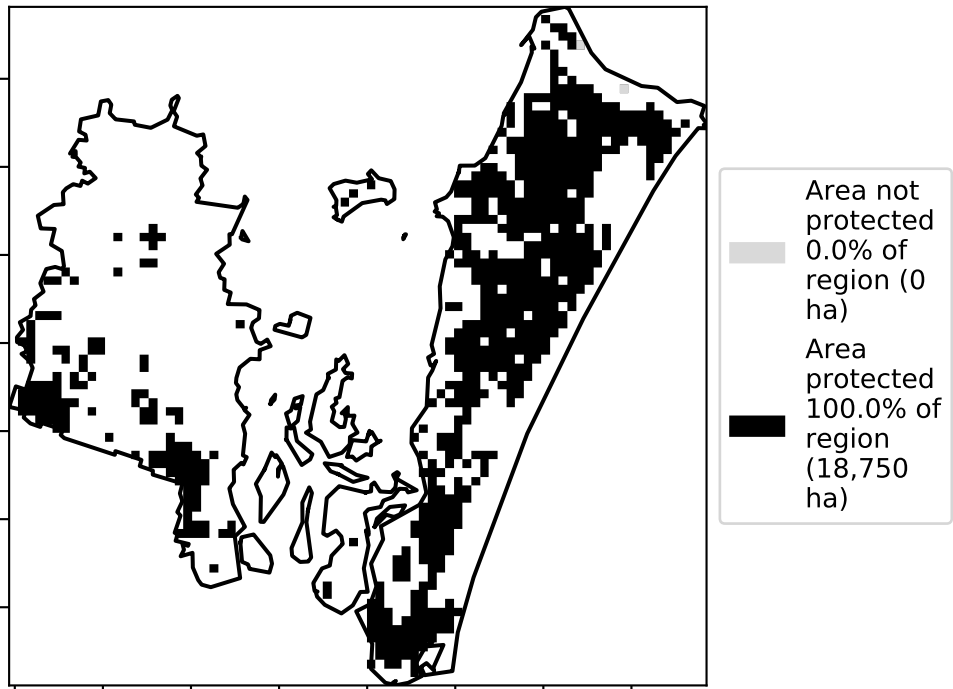 Area not
protected
0.0% of
region (0
ha)
Area
protected
100.0% of
region
(18,750
ha)